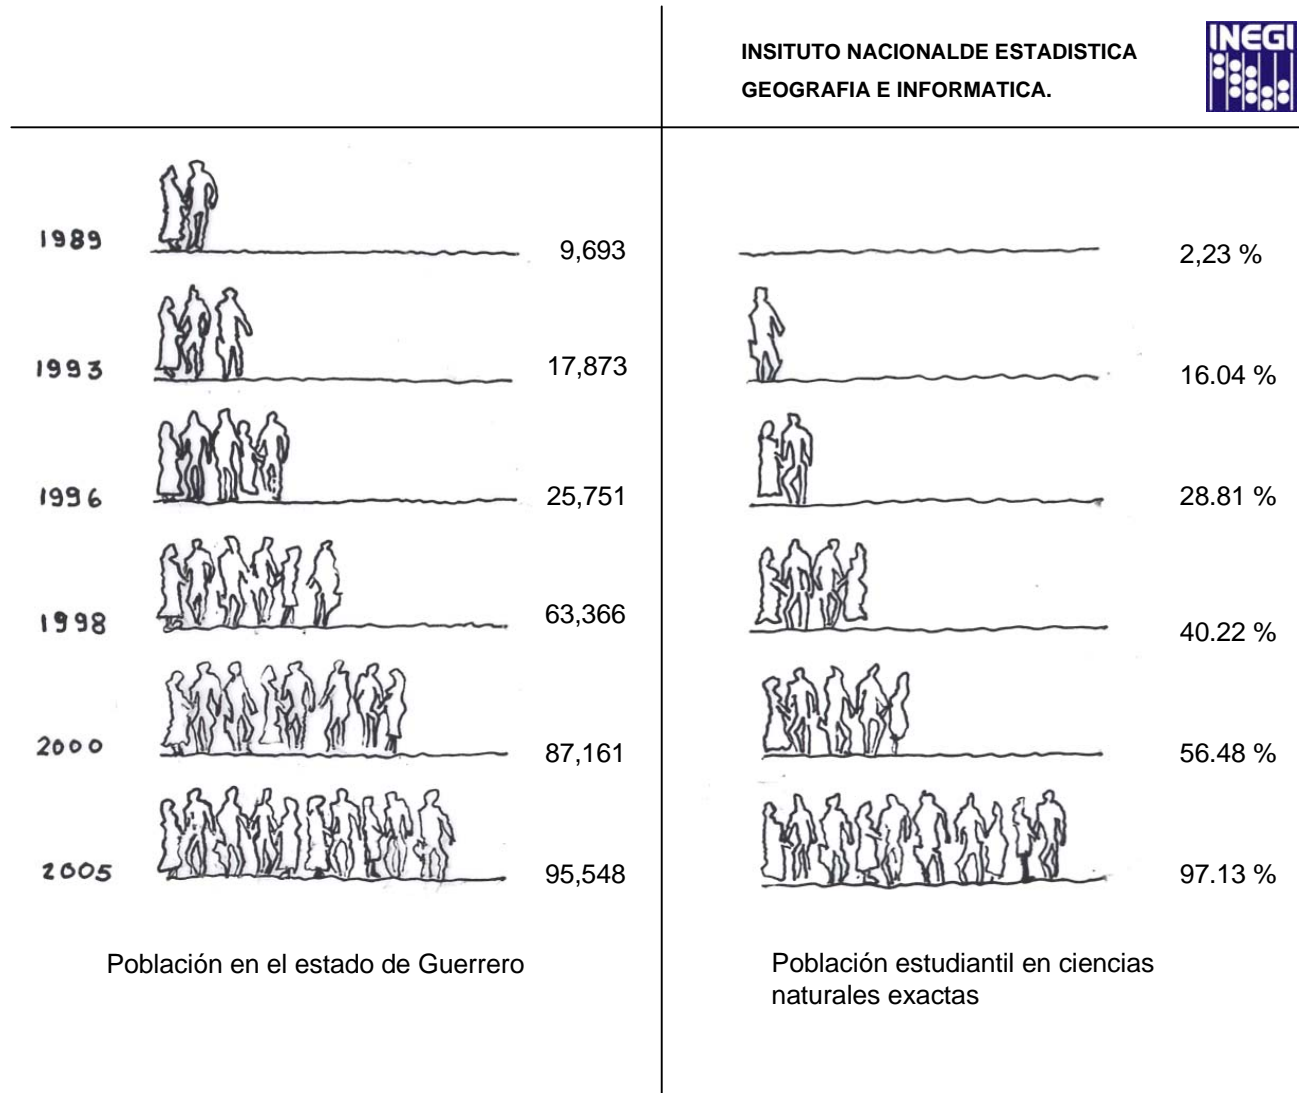 INSITUTO NACIONALDE ESTADISTICA
GEOGRAFIA E INFORMATICA.
INEGI
1989 9,693 2,23 %
1993 17,873 16.04 %
1996 25,751 28.81 %
1998 63,366 40.22 %
2000 87,161 56.48 %
2005 95,548 97.13 %
Población en el estado de Guerrero
Población estudiantil en ciencias
naturales exactas